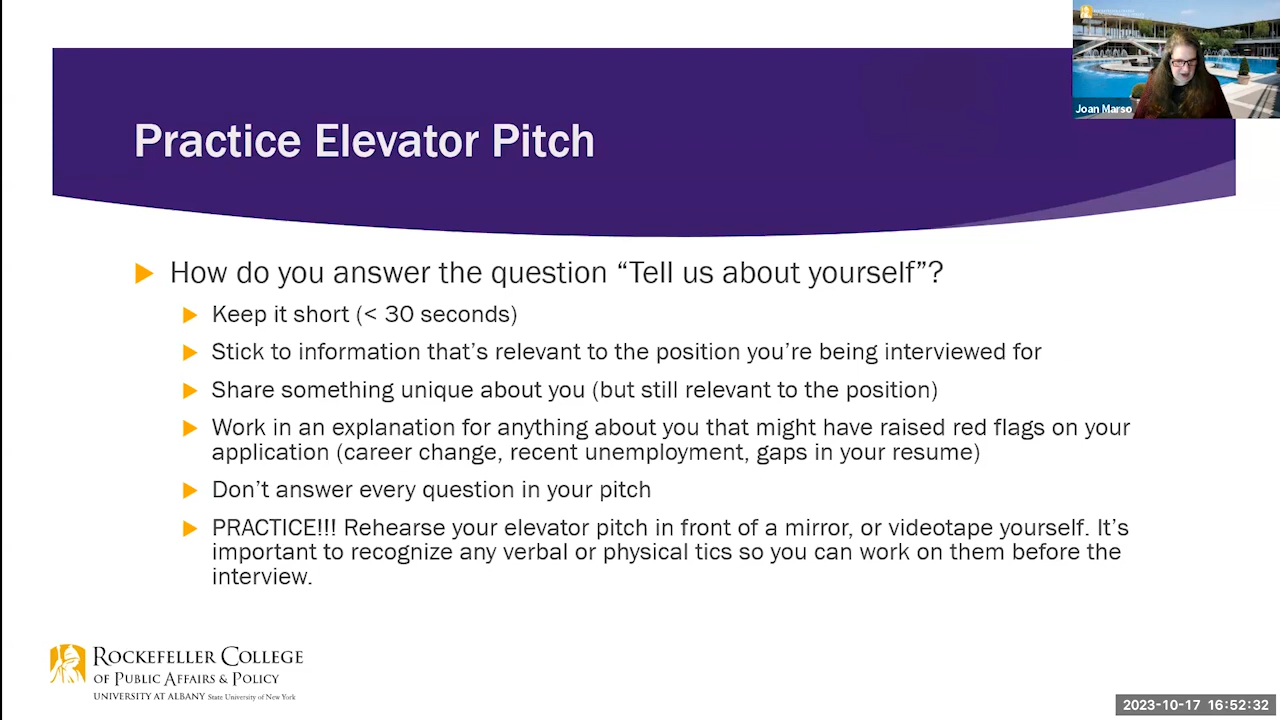 Joan Marso
Practice Elevator Pitch
How do you answer the question “Tell us about yourself”?
Keep it short (< 30 seconds)
Stick to information that’s relevant to the position you’re being interviewed for
Share something unique about you (but still relevant to the position)
Work in an explanation for anything about you that might have raised red flags on your
application (career change, recent unemployment, gaps in your resume)
Don’t answer every question in your pitch
PRACTICE!!! Rehearse your elevator pitch in front of a mirror, or videotape yourself. It’s
important to recognize any verbal or physical tics so you can work on them before the
interview.
ROCKEFELLER COLLEGE
OF PUBLIC AFFAIRS & POLICY
UNIVERSITY AT ALBANY State University of New York
2023-10-17 16:52:32